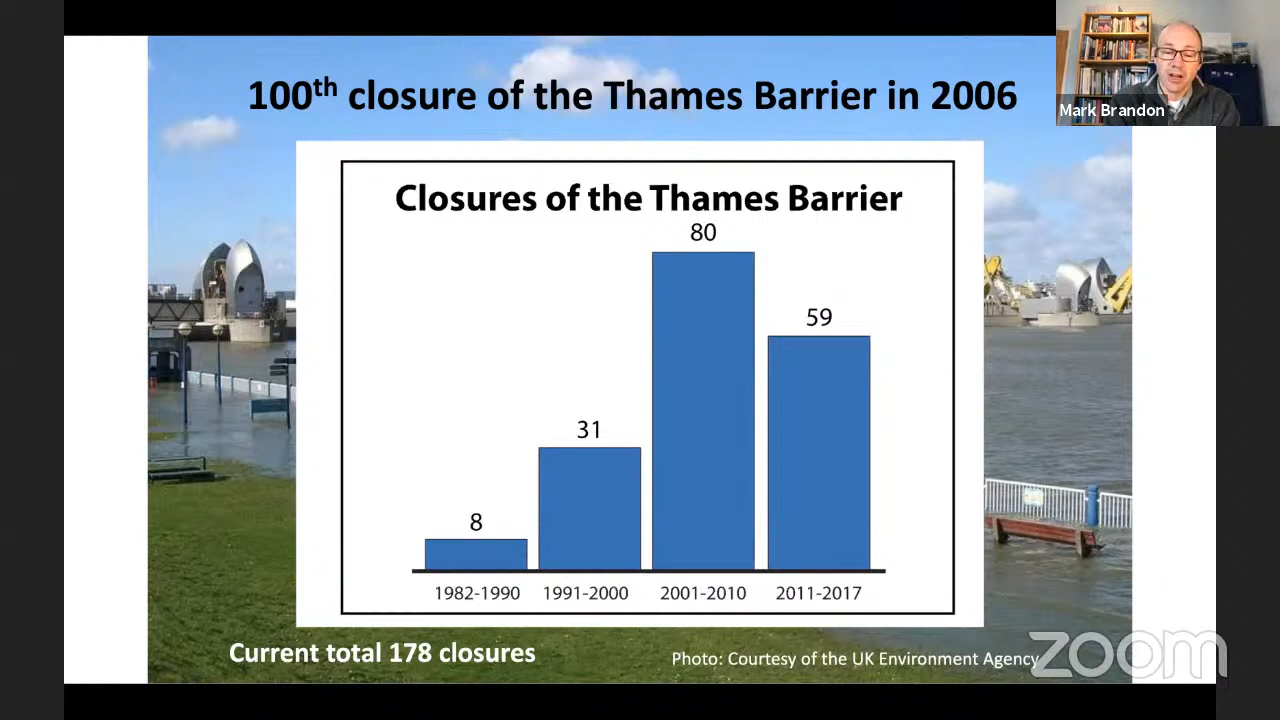 100th closure of the Thames Barrier in 2006
Mark Brandon
Closures of the Thames Barrier
80
59
31
8
1982-1990
1991-2000
2001-2010
2011-2017
Current total 178 closures
Photo: Courtesy of the UK Environment Agency
zoom